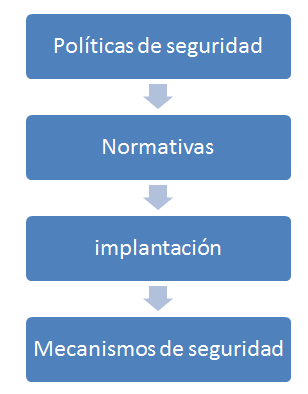 Políticas de seguridad
Normativas
implantación
Mecanismos de seguridad